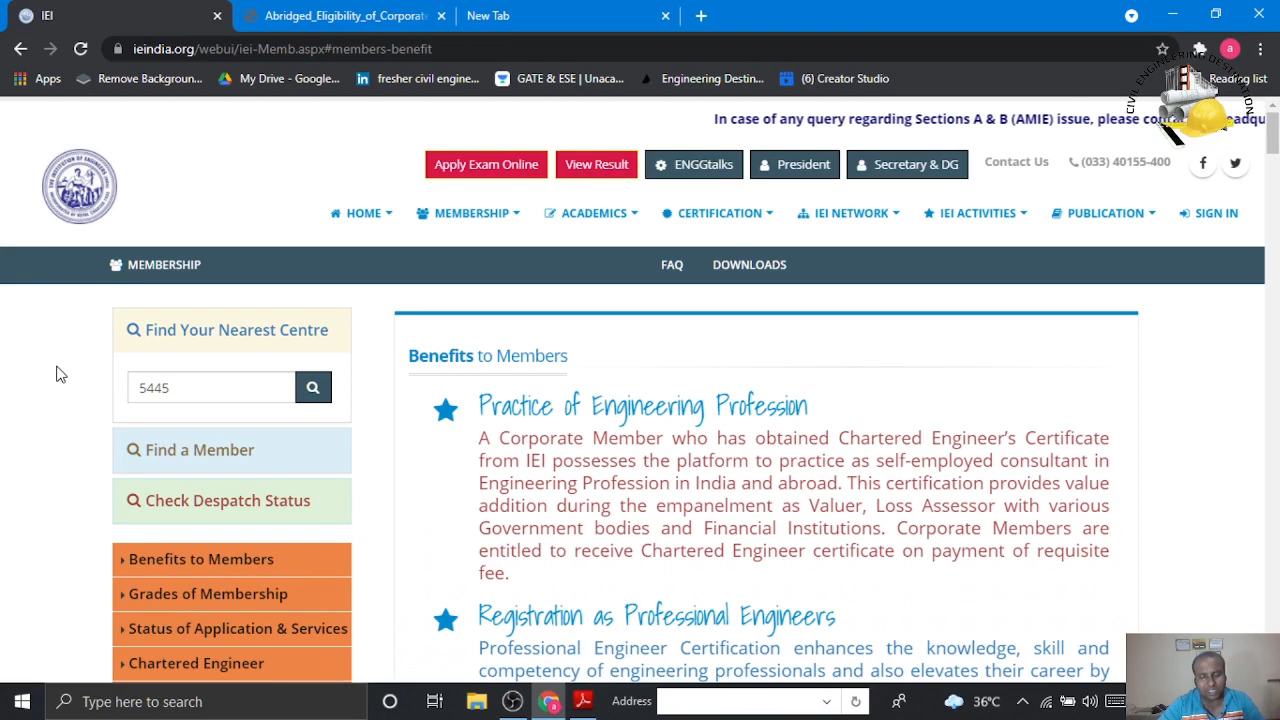 IEI
Abridged_Eligibility_of_Corporat
New Tab
ieindia.org/webui/iei-Memb.aspx#members-benefit
a
Apps
Remove Backgroun...
My Drive - Google...
fresher civil engine...
GATE & ESE | Unaca...
Engineering Destin...
(6) Creator Studio
Reading list
CIVIL ENGINEERING DESTINATION
In case of any query regarding Sections A & B (AMIE) issue, please
Apply Exam Online
View Result
ENGGtalks
President
Secretary & DG
Contact Us
(033) 40155-400
HOME
MEMBERSHIP
ACADEMICS
CERTIFICATION
IEI NETWORK
IEI ACTIVITIES
PUBLICATION
SIGN IN
MEMBERSHIP
FAQ
DOWNLOADS
Find Your Nearest Centre
5445
Find a Member
Check Despatch Status
Benefits to Members
Grades of Membership
Status of Application & Services
Chartered Engineer
Benefits to Members
Practice of Engineering Profession
A Corporate Member who has obtained Chartered Engineer's Certificate
from IEI possesses the platform to practice as self-employed consultant in
Engineering Profession in India and abroad. This certification provides value
addition during the empanelment as Valuer, Loss Assessor with various
Government bodies and Financial Institutions. Corporate Members are
entitled to receive Chartered Engineer certificate on payment of requisite
fee.
Registration as Professional Engineers
Professional Engineer Certification enhances the knowledge, skill and
competency of engineering professionals and also elevates their career by
Type here to search
Address
36°C